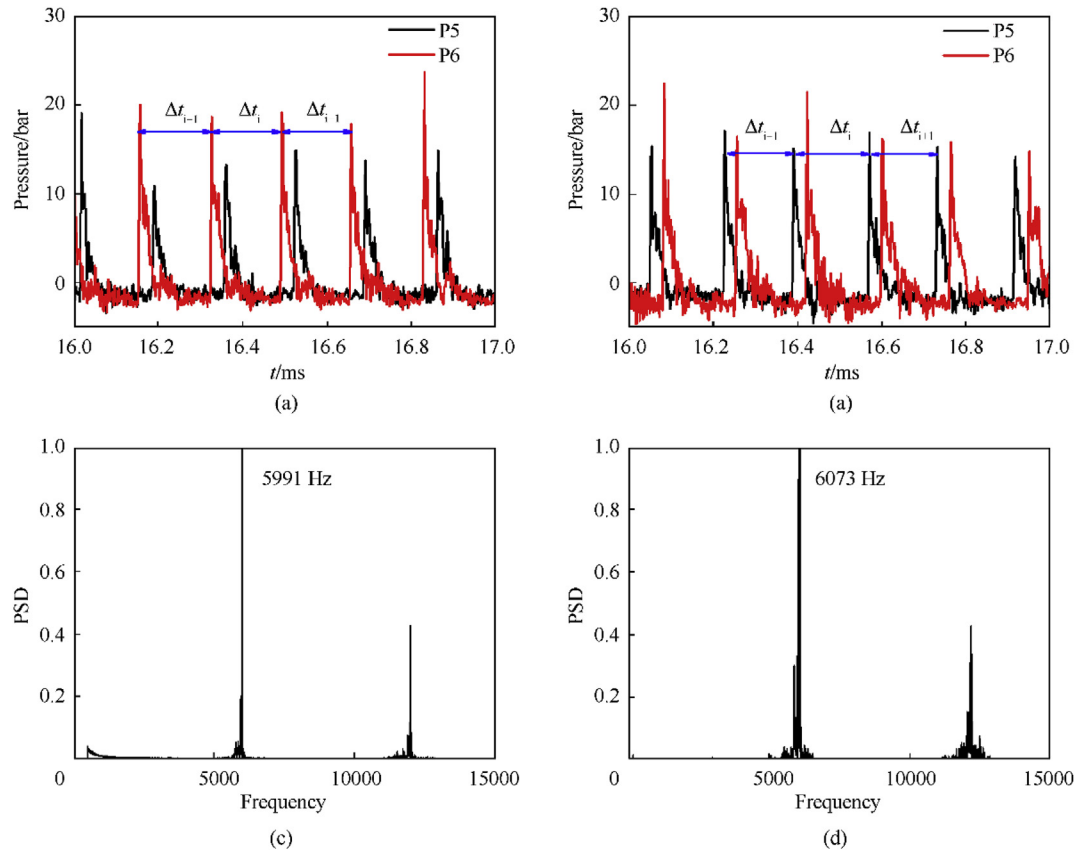 30
20
10
0
Pressure/bar
P5
P6
Δt_{i-1}
Δt_i
Δt_{i-1}
16.0
16.2
16.4
16.6
16.8
17.0
t/ms
(a)
30
20
10
0
Pressure/bar
P5
P6
Δt_{i-1}
Δt_i
Δt_{i+1}
16.0
16.2
16.4
16.6
16.8
17.0
t/ms
(a)
1.0
0.8
0.6
0.4
0.2
PSD
5991 Hz
0
5000
10000
15000
Frequency
(c)
1.0
0.8
0.6
0.4
0.2
PSD
6073 Hz
0
5000
10000
15000
Frequency
(d)